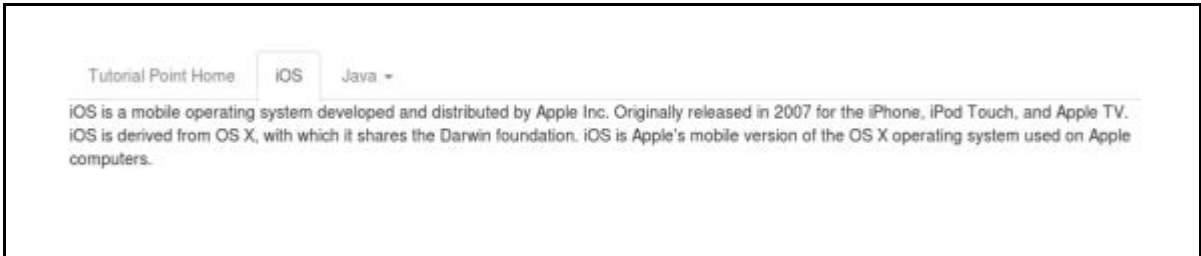 Tutorial Point Home iOS Java
iOS is a mobile operating system developed and distributed by Apple Inc. Originally released in 2007 for the iPhone, iPod Touch, and Apple TV.
iOS is derived from OS X, with which it shares the Darwin foundation. iOS is Apple's mobile version of the OS X operating system used on Apple
computers.